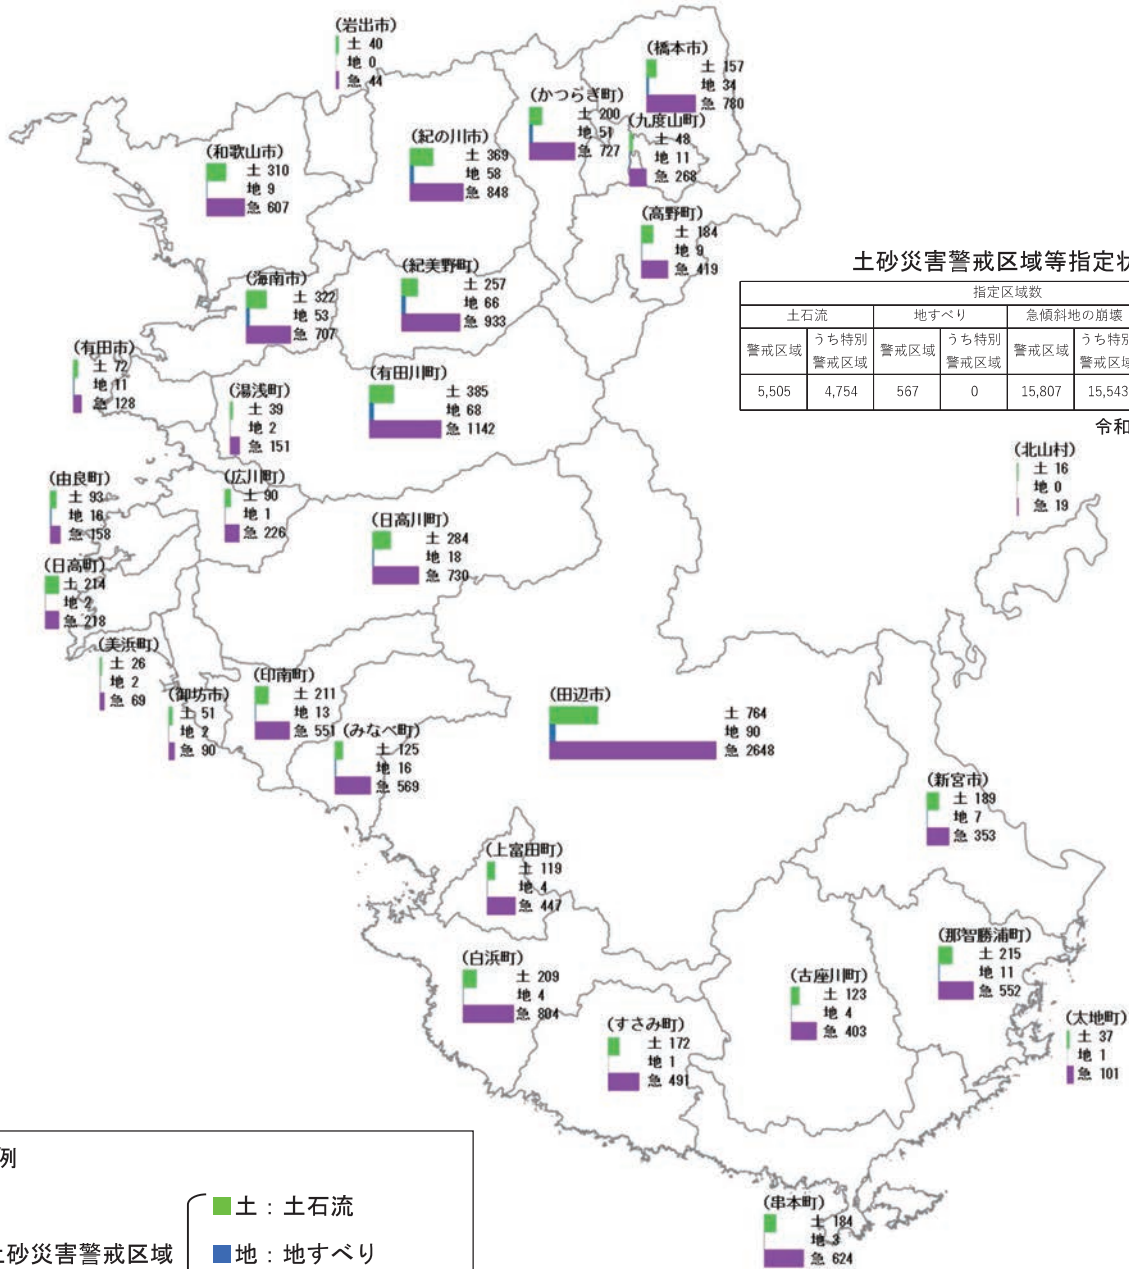 (岩出市)
土 40
地 0
急 44
(橋本市)
土 157
地 34
急 780
(かつらぎ町)
土 200
地 51
急 727
(九度山町)
土 48
地 11
急 268
(紀の川市)
土 369
地 58
急 848
(和歌山市)
土 310
地 9
急 607
(高野町)
土 184
地 9
急 419
(海南市)
土 322
地 53
急 707
(紀美野町)
土 257
地 66
急 933
土砂災害警戒区域等指定状
指定区域数
土石流 地すべり 急傾斜地の崩壊
警戒区域 うち特別警戒区域 警戒区域 うち特別警戒区域 警戒区域 うち特別警戒区域
5,505 4,754 567 0 15,807 15,543
令和
(有田市)
土 72
地 11
急 128
(湯浅町)
土 39
地 2
急 151
(有田川町)
土 385
地 68
急 1142
(北山村)
土 16
地 0
急 19
(由良町)
土 93
地 16
急 158
(広川町)
土 90
地 1
急 226
(日高川町)
土 284
地 18
急 730
(日高町)
土 214
地 2
急 218
(美浜町)
土 26
地 2
急 69
(御坊市)
土 51
地 2
急 90
(印南町)
土 211
地 13
急 551
(みなべ町)
土 125
地 16
急 569
(田辺市)
土 764
地 90
急 2648
(新宮市)
土 189
地 7
急 353
(上富田町)
土 119
地 4
急 447
(白浜町)
土 209
地 4
急 804
(すさみ町)
土 172
地 1
急 491
(古座川町)
土 123
地 4
急 403
(那智勝浦町)
土 215
地 11
急 552
(太地町)
土 37
地 1
急 101
(串本町)
土 184
地 3
急 624
例
土砂災害警戒区域
土：土石流
地：地すべり